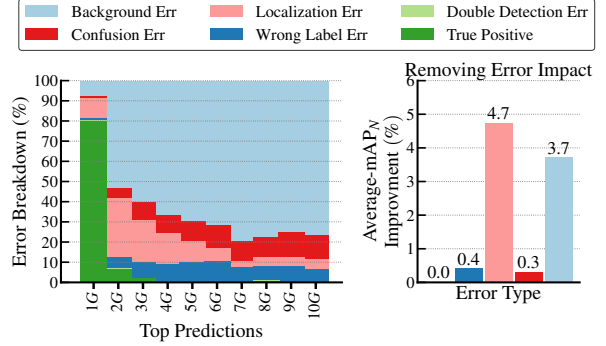 Background Err
Localization Err
Double Detection Err
Confusion Err
Wrong Label Err
True Positive
Error Breakdown (%)
100
90
80
70
60
50
40
30
20
10
0
1G
2G
3G
4G
5G
6G
7G
8G
9G
10G
Top Predictions
Removing Error Impact
Average-mAP_N
Improvment (%)
6
5
4
3
2
1
0
0.0
0.4
4.7
0.3
3.7
Error Type